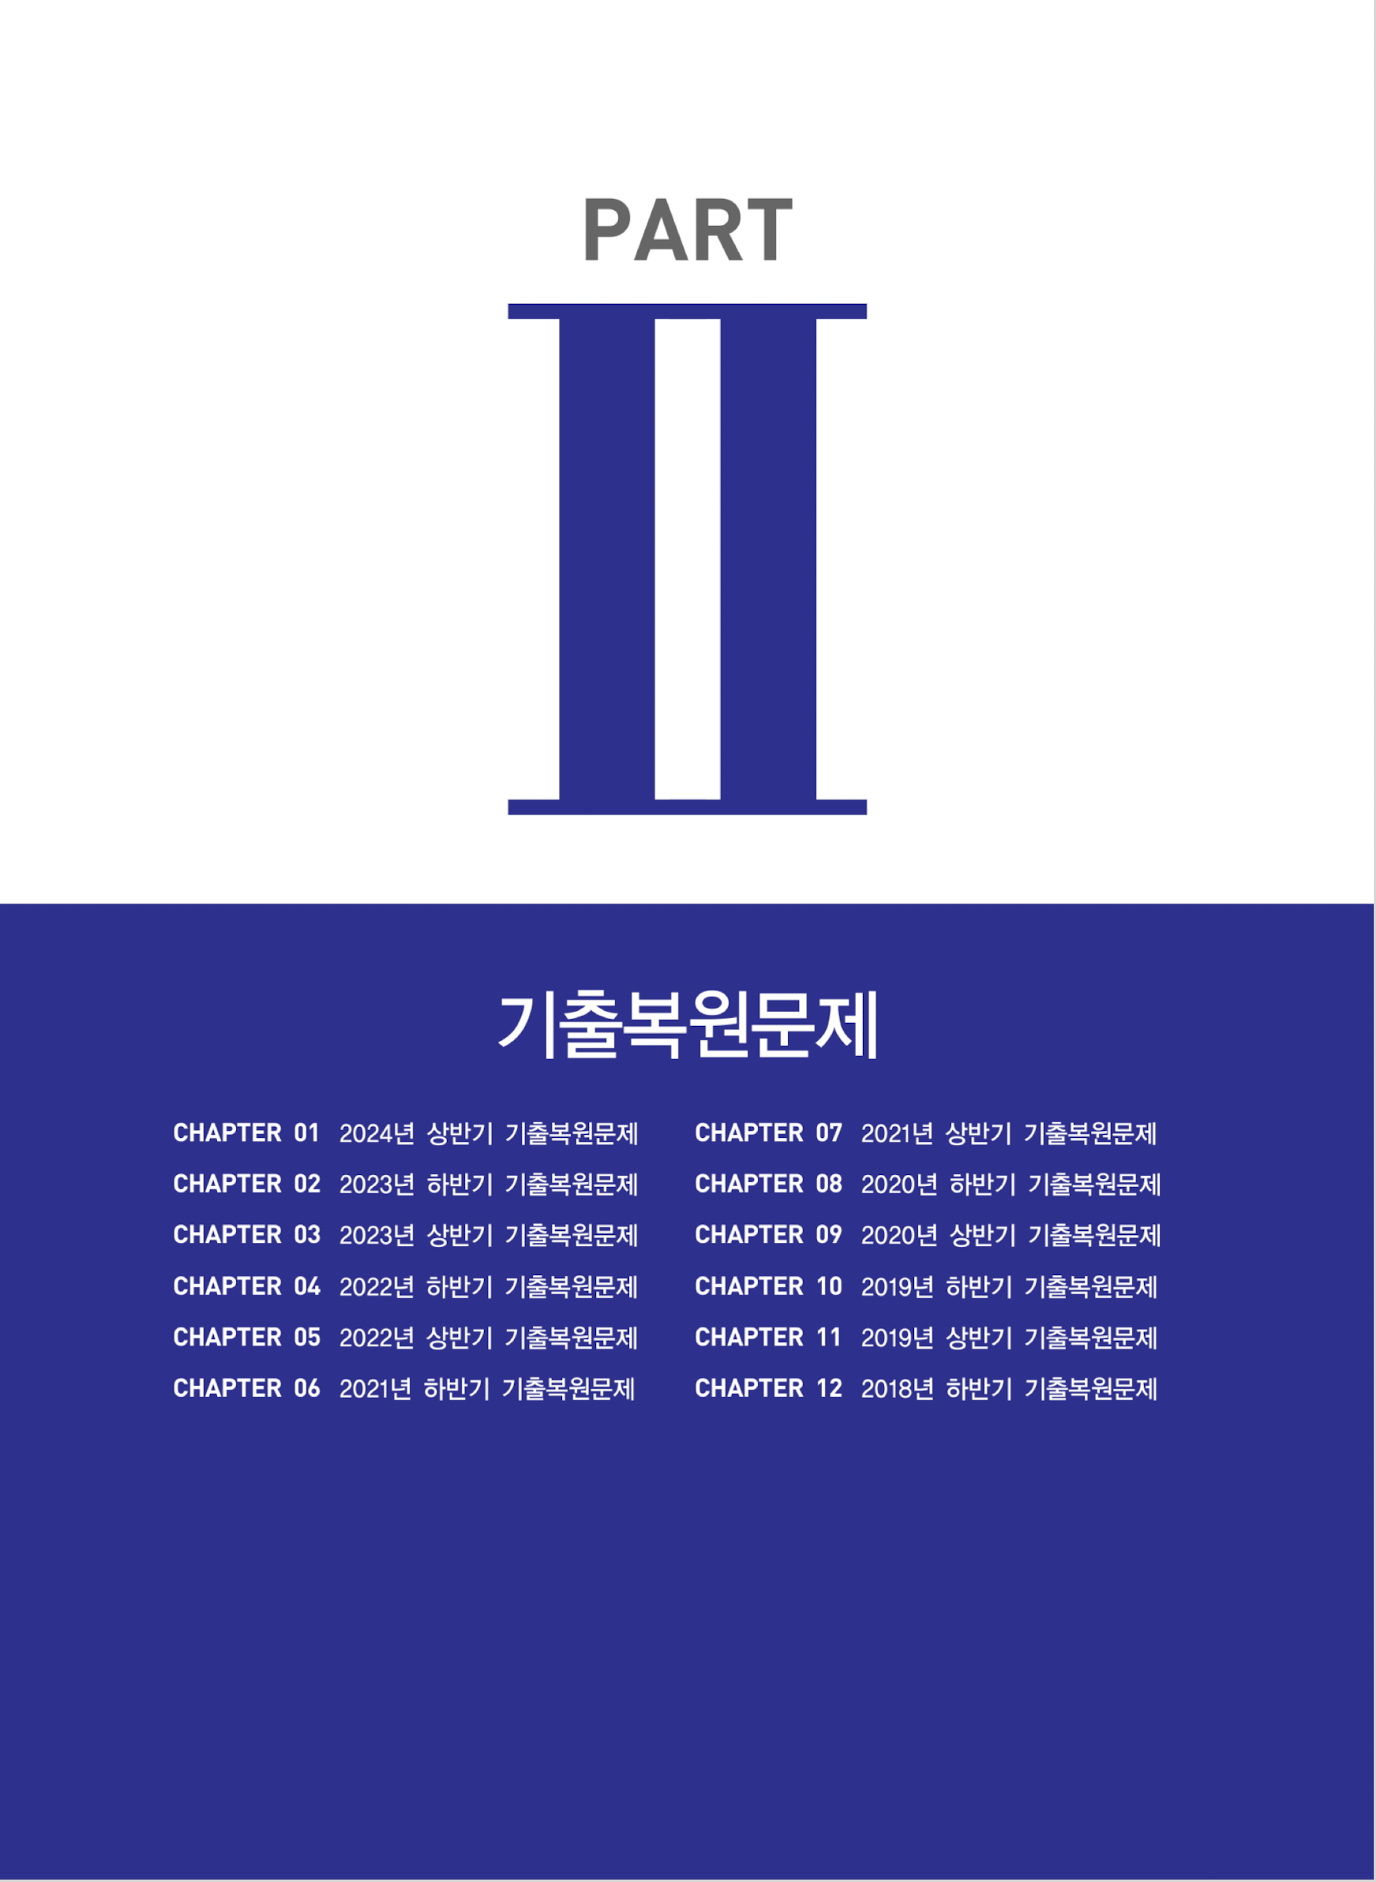 PART
II
기출복원문제
CHAPTER 01 2024년 상반기 기출복원문제
CHAPTER 02 2023년 하반기 기출복원문제
CHAPTER 03 2023년 상반기 기출복원문제
CHAPTER 04 2022년 하반기 기출복원문제
CHAPTER 05 2022년 상반기 기출복원문제
CHAPTER 06 2021년 하반기 기출복원문제
CHAPTER 07 2021년 상반기 기출복원문제
CHAPTER 08 2020년 하반기 기출복원문제
CHAPTER 09 2020년 상반기 기출복원문제
CHAPTER 10 2019년 하반기 기출복원문제
CHAPTER 11 2019년 상반기 기출복원문제
CHAPTER 12 2018년 하반기 기출복원문제